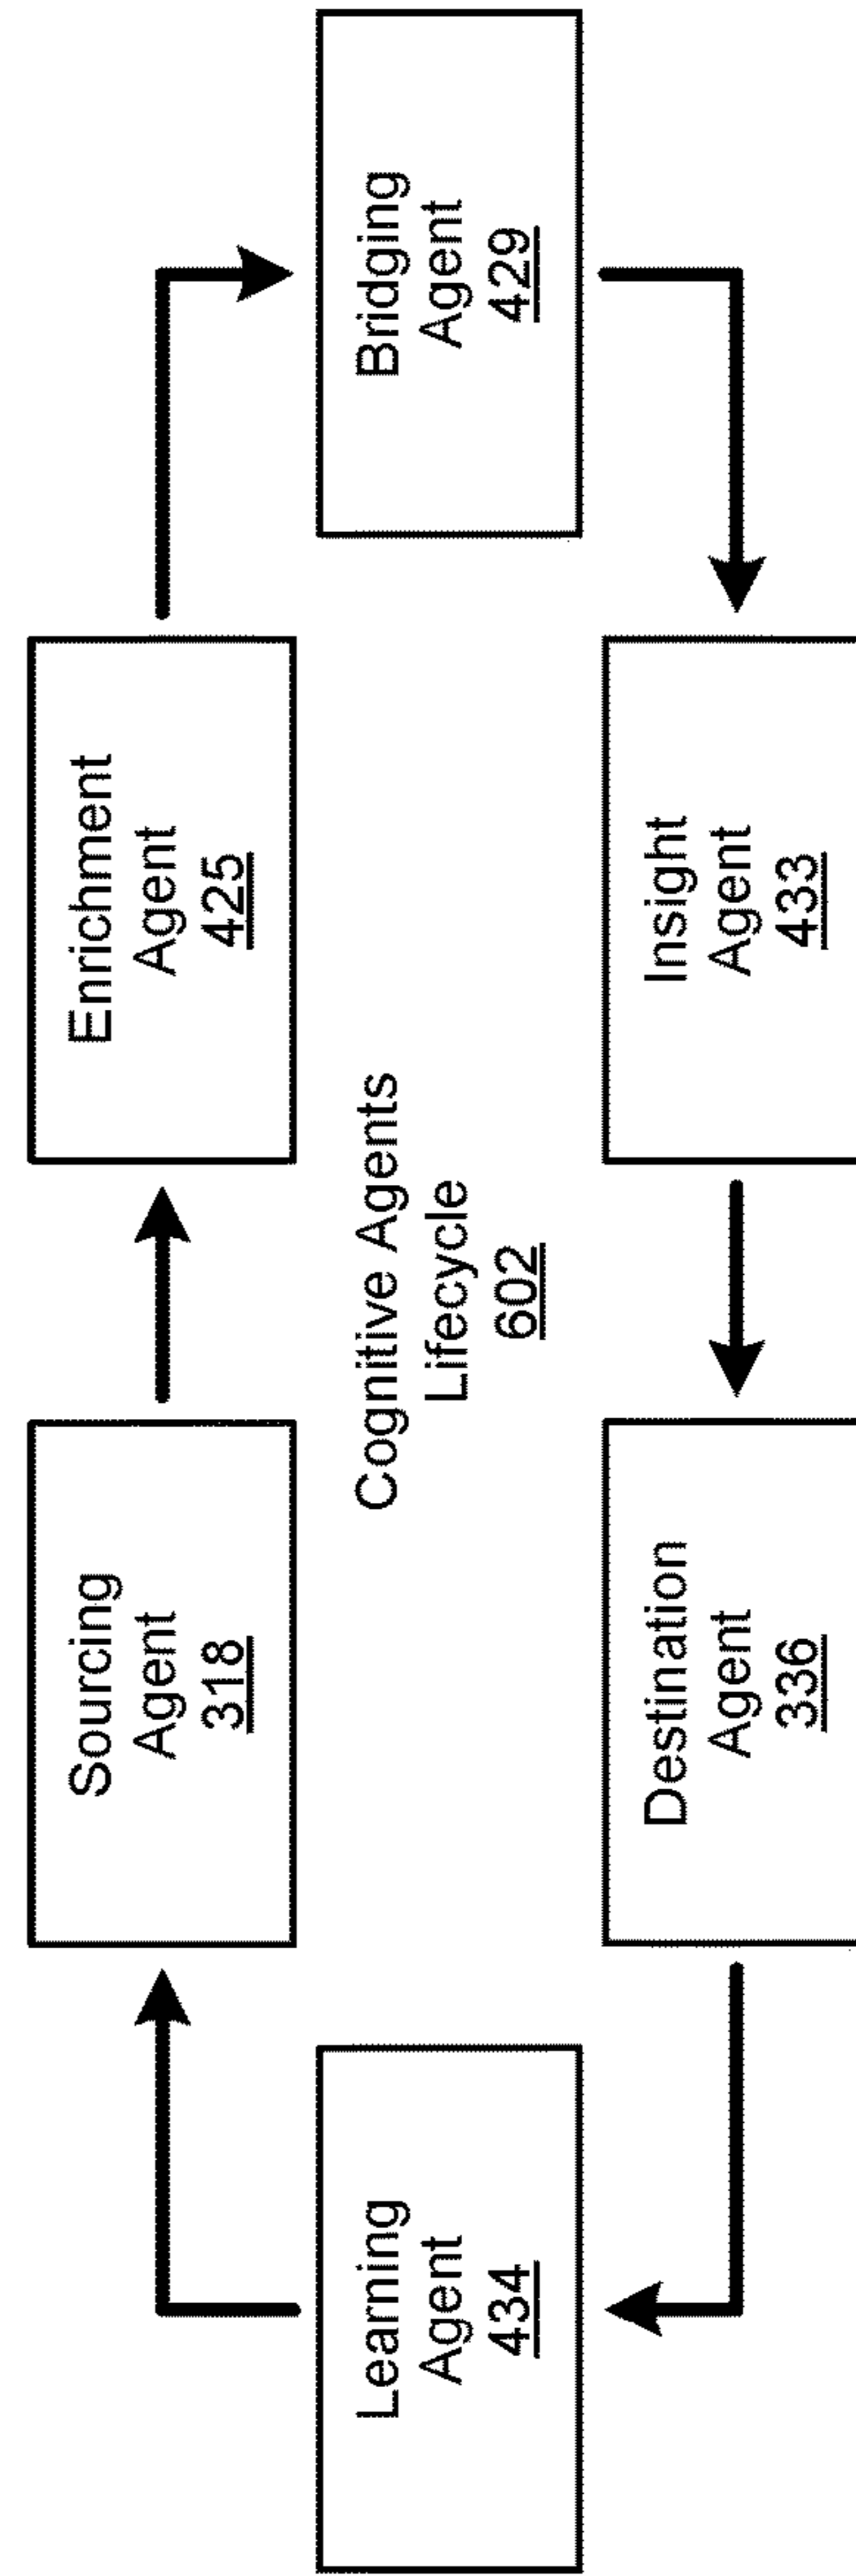 Sourcing
Agent
318
Enrichment
Agent
425
Learning
Agent
434
Cognitive Agents
Lifecycle
602
Bridging
Agent
429
Destination
Agent
336
Insight
Agent
433